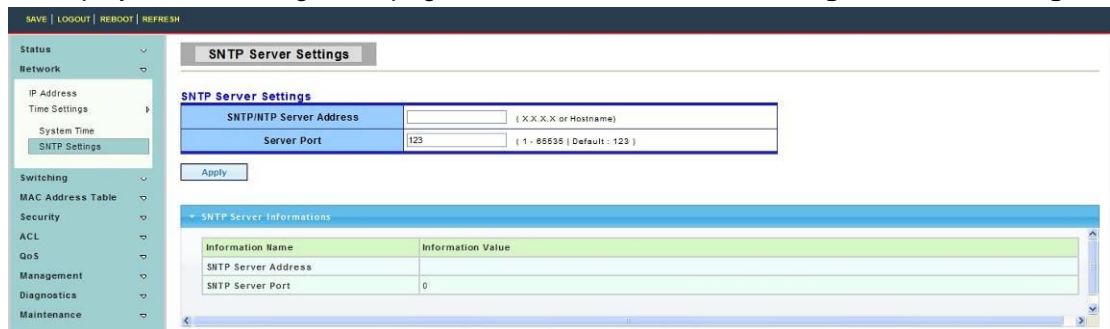 SAVE | LOGOUT | REBOOT | REFRESH
Status
Network
IP Address
Time Settings
System Time
SNTP Settings
Switching
MAC Address Table
Security
ACL
QoS
Management
Diagnostics
Maintenance
SNTP Server Settings
SNTP Server Settings
SNTP/NTP Server Address ( X.X.X.X or Hostname)
Server Port 123 ( 1 - 65535 | Default : 123 )
Apply
SNTP Server Informations
Information Name Information Value
SNTP Server Address
SNTP Server Port 0